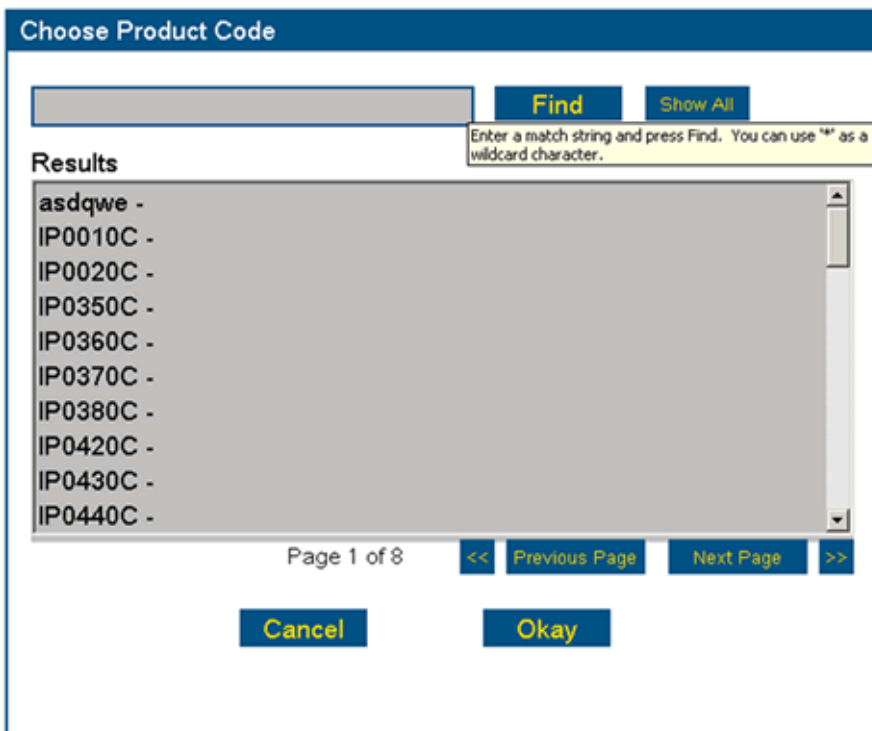 Choose Product Code
Find
Show All
Enter a match string and press Find. You can use '*' as a
wildcard character.
Results
asdqwe -
IP0010C -
IP0020C -
IP0350C -
IP0360C -
IP0370C -
IP0380C -
IP0420C -
IP0430C -
IP0440C -
Page 1 of 8
<<
Previous Page
Next Page
>>
Cancel
Okay